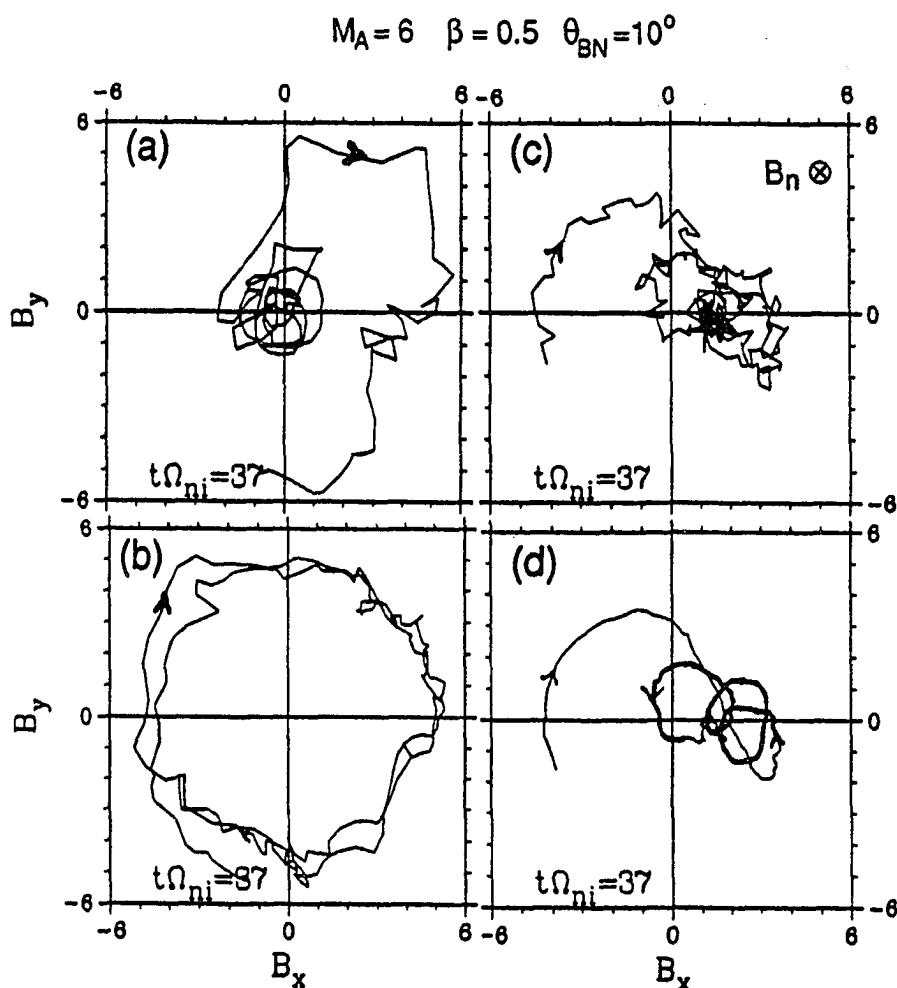 M_A = 6 β = 0.5 θ_BN = 10°
-6 0 6 -6 0 6
6 6
(a) (c)
B_n ⊗
B_y 0 0
tΩ_ni=37 tΩ_ni=37
-6 -6
6 6
(b) (d)
B_y 0 0
tΩ_ni=37 tΩ_ni=37
-6 -6
-6 0 6 -6 0 6
B_x B_x